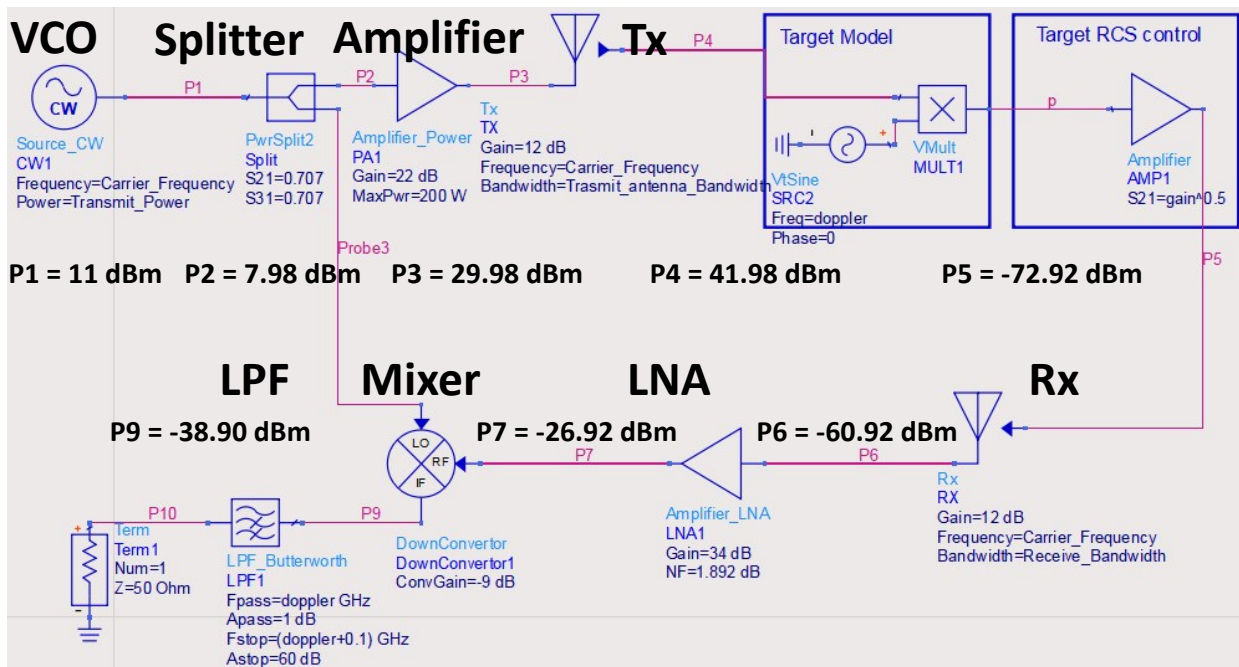 VCO
Splitter
Amplifier
Tx
P4
Target Model
Target RCS control
P1
P2
P3
p
CW
Source_CW
CW1
Frequency=Carrier_Frequency
Power=Transmit_Power
PwrSplit2
Split
S21=0.707
S31=0.707
Amplifier_Power
PA1
Gain=22 dB
MaxPwr=200 W
Tx
TX
Gain=12 dB
Frequency=Carrier_Frequency
Bandwidth=Trasmit_antenna_Bandwidth
VtSine
SRC2
Freq=doppler
Phase=0
VMult
MULT1
Amplifier
AMP1
S21=gain^0.5
Probe3
P5
P1 = 11 dBm
P2 = 7.98 dBm
P3 = 29.98 dBm
P4 = 41.98 dBm
P5 = -72.92 dBm
LPF
Mixer
LNA
Rx
P9 = -38.90 dBm
P7 = -26.92 dBm
P6 = -60.92 dBm
LO
RF
IF
P7
P6
P10
P9
Term
Term1
Num=1
Z=50 Ohm
LPF_Butterworth
LPF1
Fpass=doppler GHz
Apass=1 dB
Fstop=(doppler+0.1) GHz
Astop=60 dB
DownConvertor
DownConvertor1
ConvGain=-9 dB
Amplifier_LNA
LNA1
Gain=34 dB
NF=1.892 dB
Rx
RX
Gain=12 dB
Frequency=Carrier_Frequency
Bandwidth=Receive_Bandwidth